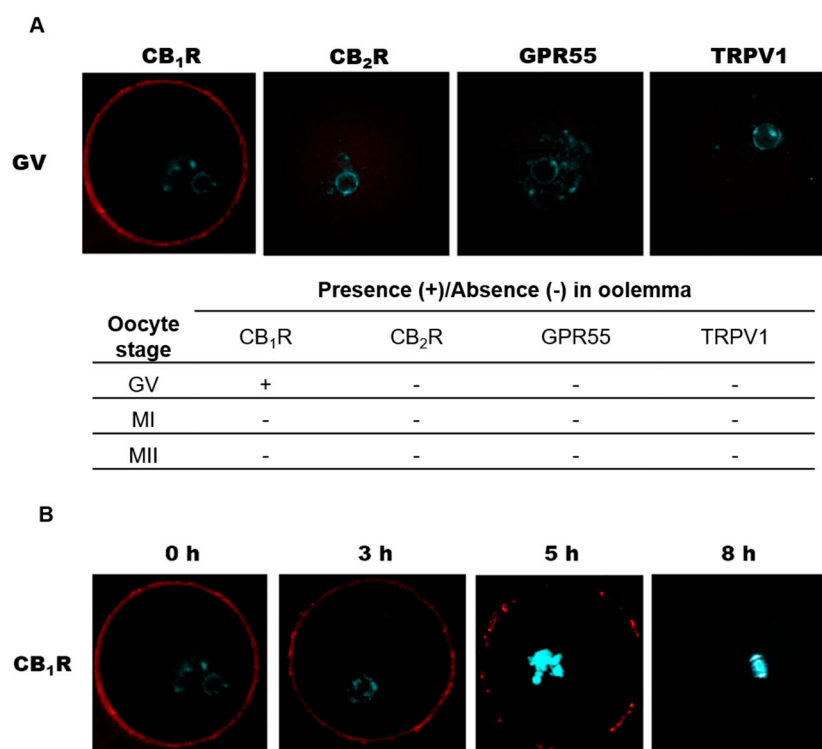 A
CB₁R CB₂R GPR55 TRPV1
GV
Presence (+)/Absence (-) in oolemma
Oocyte stage CB₁R CB₂R GPR55 TRPV1
GV + - - -
MI - - - -
MII - - - -
B
0 h 3 h 5 h 8 h
CB₁R